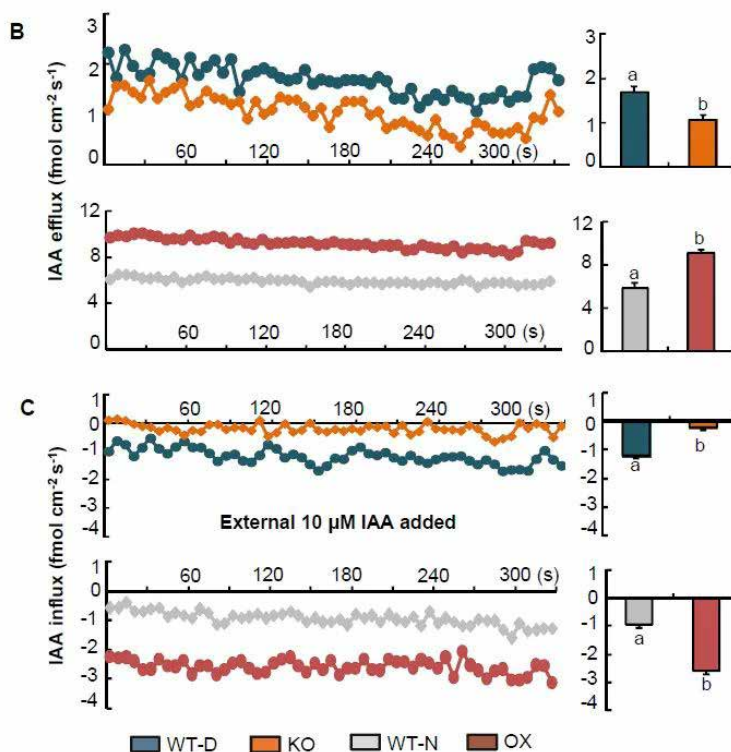 B
IAA efflux (fmol cm⁻² s⁻¹)
3
2
1
0
60 120 180 240 300 (s)
3
2
1
0
a
b
12
8
4
0
60 120 180 240 300 (s)
12
8
4
0
a
b
C
IAA influx (fmol cm⁻² s⁻¹)
1
0
-1
-2
-3
-4
60 120 180 240 300 (s)
External 10 µM IAA added
1
0
-1
-2
-3
-4
a
b
1
0
-1
-2
-3
-4
60 120 180 240 300 (s)
1
0
-1
-2
-3
-4
a
b
WT-D KO WT-N OX